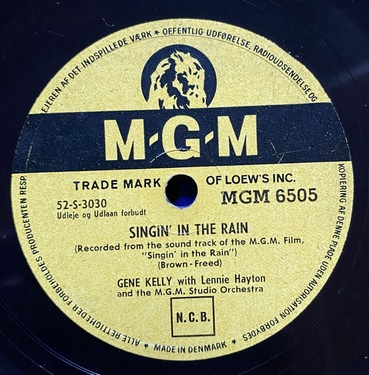 EJEREN AF DET INDSPILLEDE VÆRK ★ OFFENTLIG UDFØRELSE, RADIOUDSENDELSE OG
KOPIERING AF DENNE PLADE UDEN AUTORISATION FORBYDES
ALLE RETTIGHEDER FORBEHOLDES PRODUCENTEN RESP.
M-G-M
TRADE MARK OF LOEW'S INC.
52-S-3030 MGM 6505
Udleje og Udlaan forbudt
SINGIN' IN THE RAIN
(Recorded from the sound track of the M.G.M. Film,
"Singin' in the Rain")
(Brown-Freed)
GENE KELLY with Lennie Hayton
and the M.G.M. Studio Orchestra
N.C.B.
★ MADE IN DENMARK ★